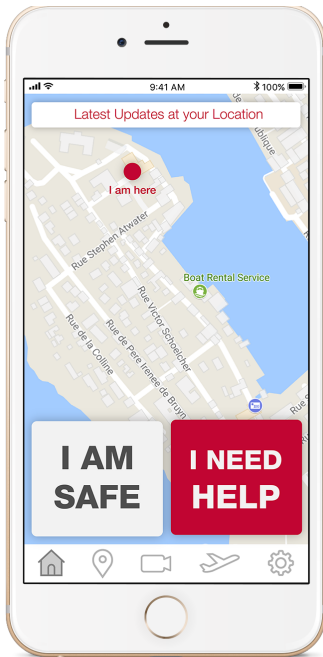 9:41 AM
100%
Latest Updates at your Location
I am here
Rue Stephen Atwater
Boat Rental Service
Rue Victor Schoelcher
Rue de Pere Irenee de Bruyn
Rue de la Colline
I AM
SAFE
I NEED
HELP